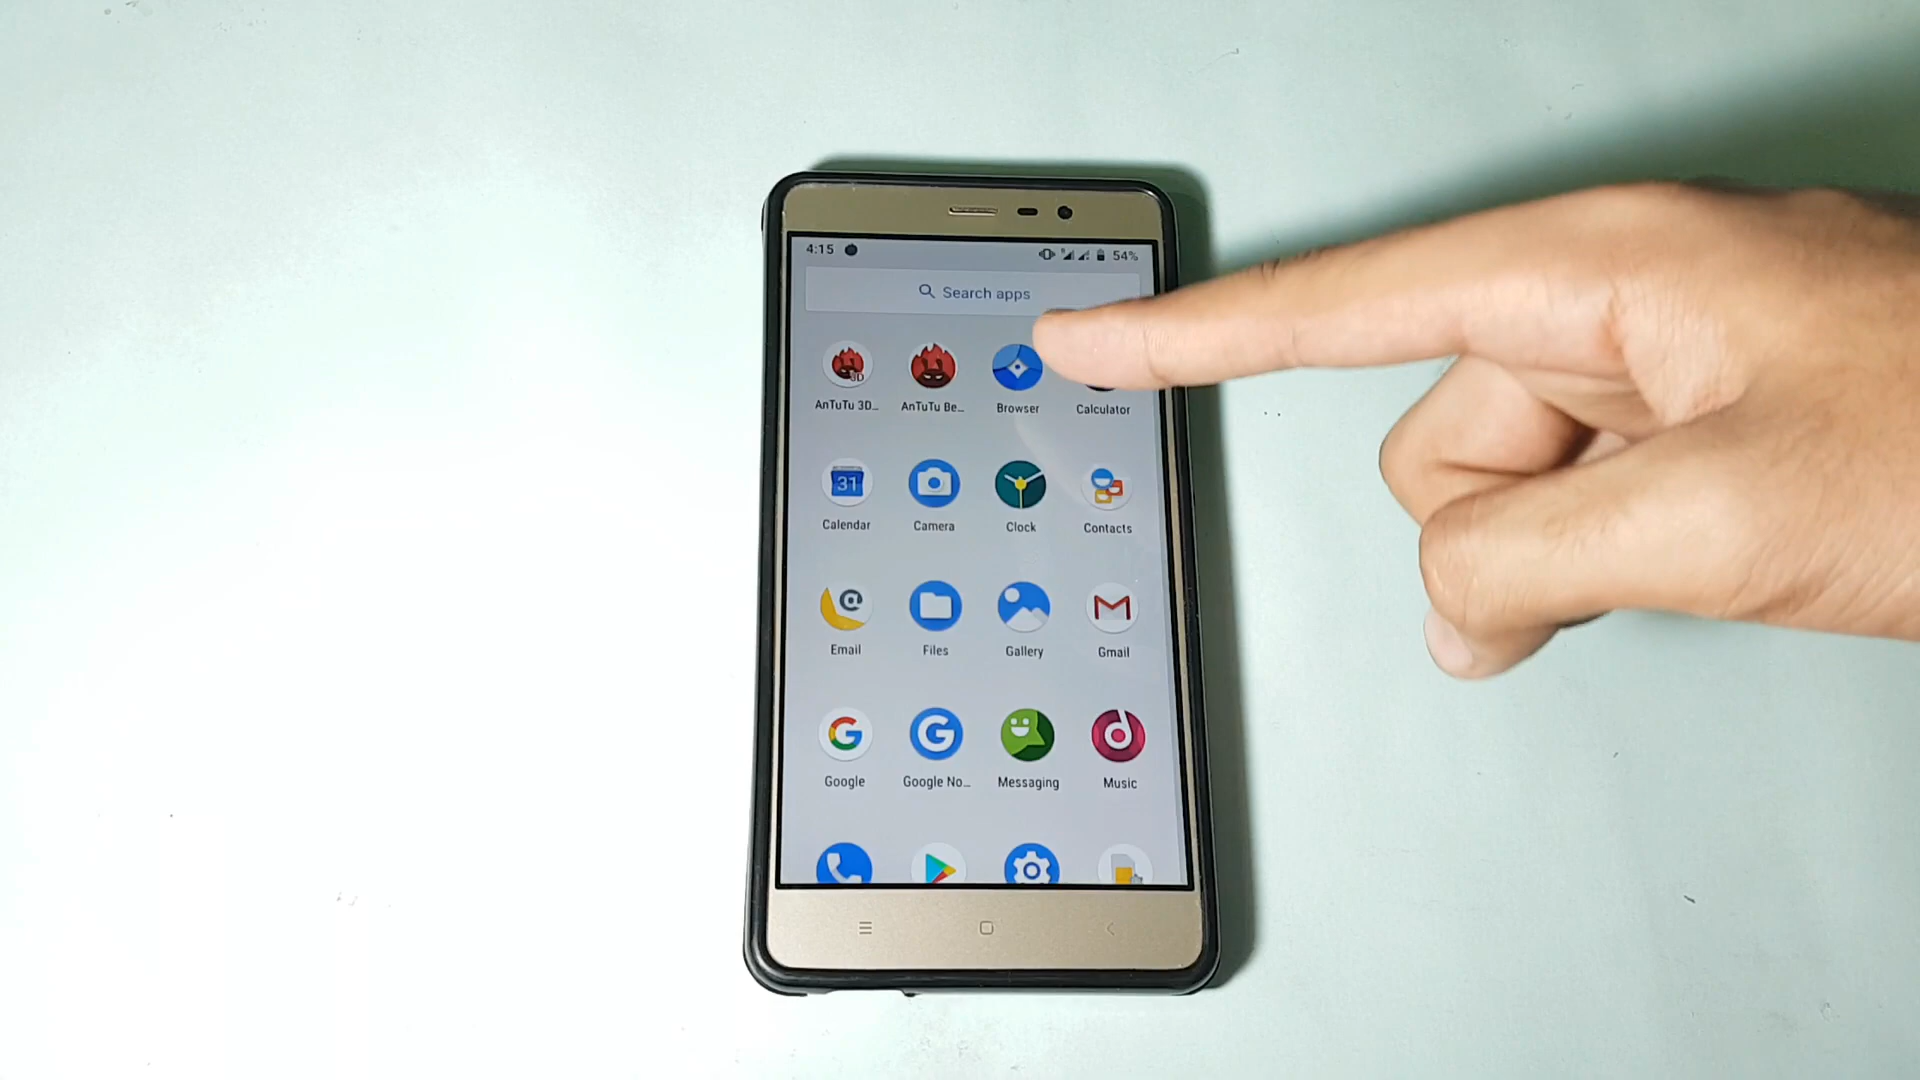 4:15 54%
Search apps
3D
AnTuTu 3D... AnTuTu Be... Browser Calculator
31
Calendar Camera Clock Contacts
@
Email Files Gallery Gmail
G G
Google Google No... Messaging Music